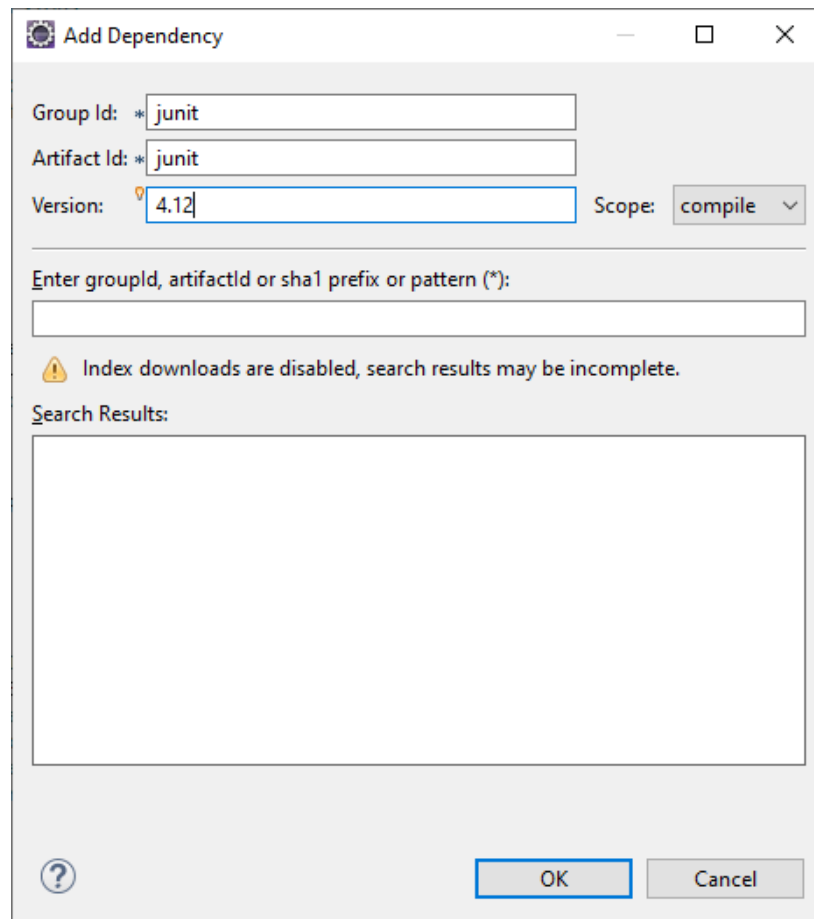 Add Dependency
Group Id: * junit
Artifact Id: * junit
Version: 4.12 Scope: compile
Enter groupId, artifactId or sha1 prefix or pattern (*):
Index downloads are disabled, search results may be incomplete.
Search Results:
? OK Cancel